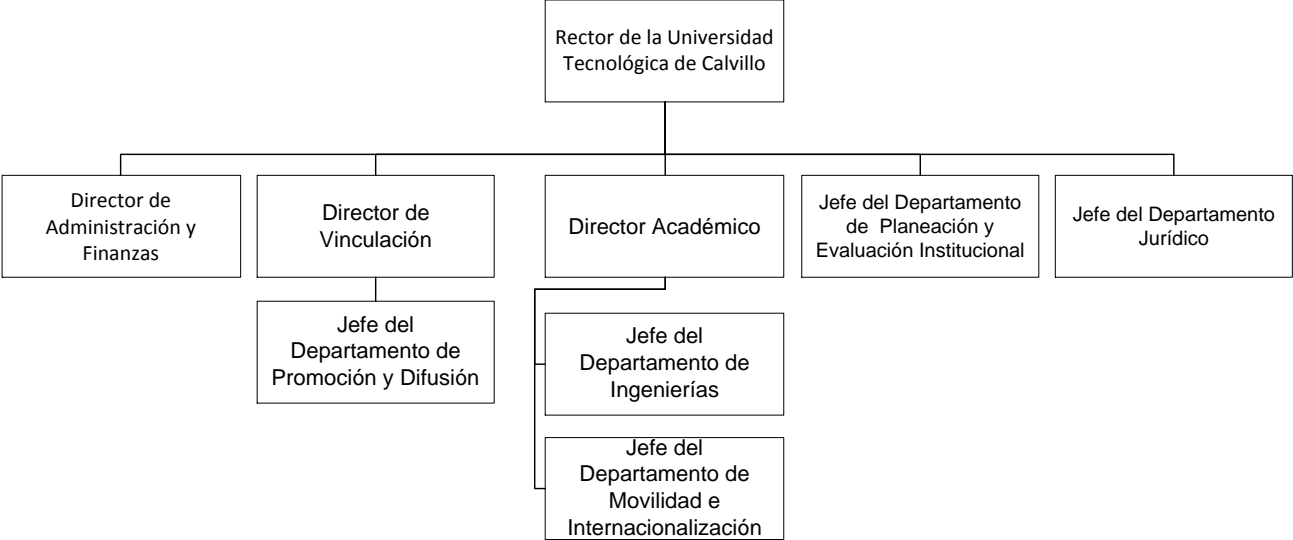 Rector de la Universidad
Tecnológica de Calvillo
Director de
Administración y
Finanzas
Director de
Vinculación
Director Académico
Jefe del Departamento
de Planeación y
Evaluación Institucional
Jefe del Departamento
Jurídico
Jefe del
Departamento de
Promoción y Difusión
Jefe del
Departamento de
Ingenierías
Jefe del
Departamento de
Movilidad e
Internacionalización